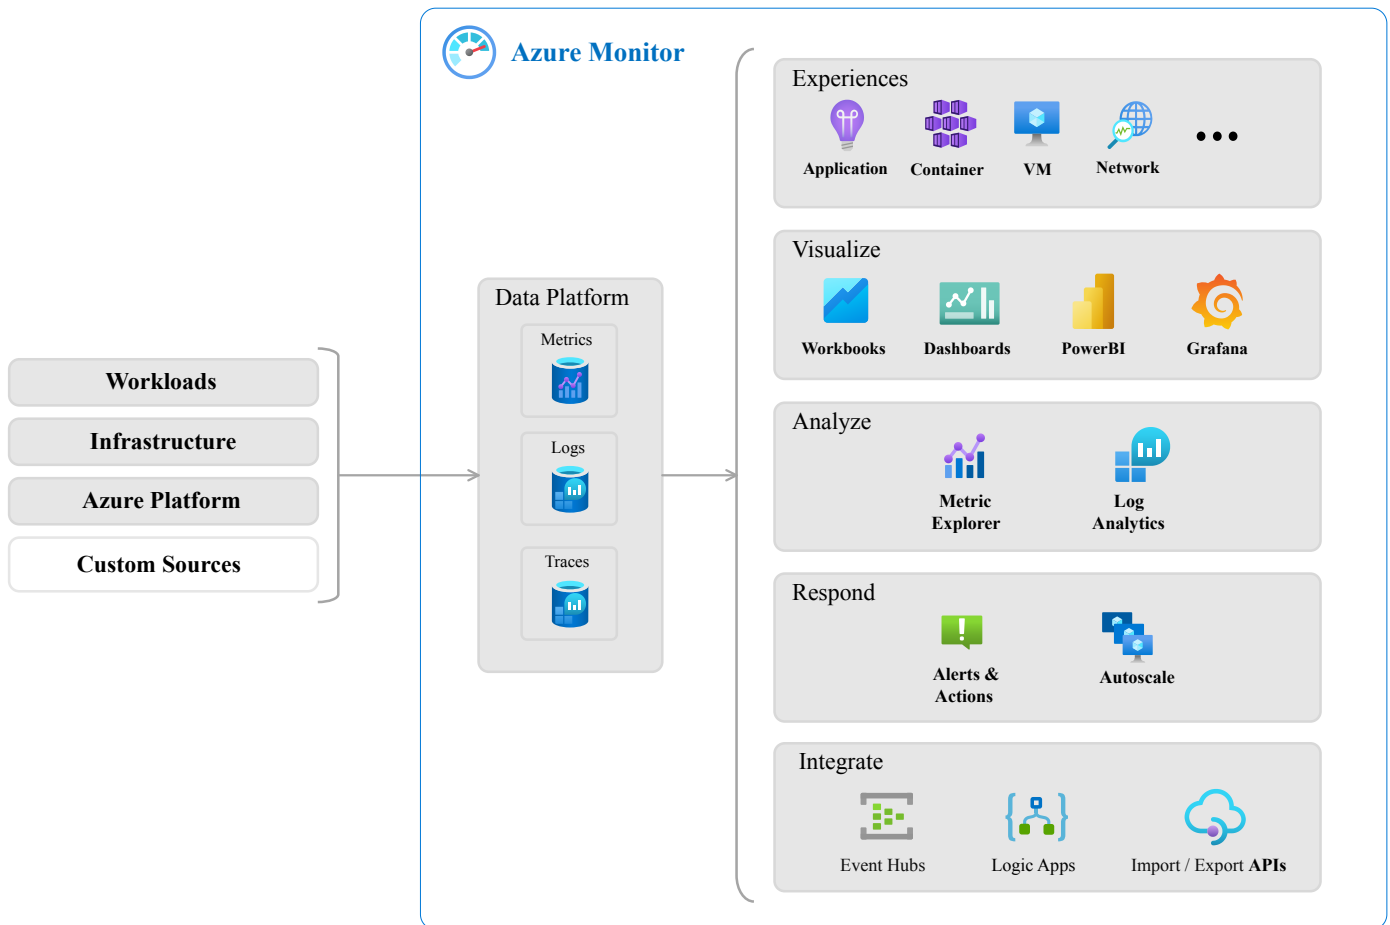 Azure Monitor
Workloads
Infrastructure
Azure Platform
Custom Sources
Data Platform
Metrics
Logs
Traces
Experiences
Application
Container
VM
Network
Visualize
Workbooks
Dashboards
PowerBI
Grafana
Analyze
Metric
Explorer
Log
Analytics
Respond
Alerts &
Actions
Autoscale
Integrate
Event Hubs
Logic Apps
Import / Export APIs